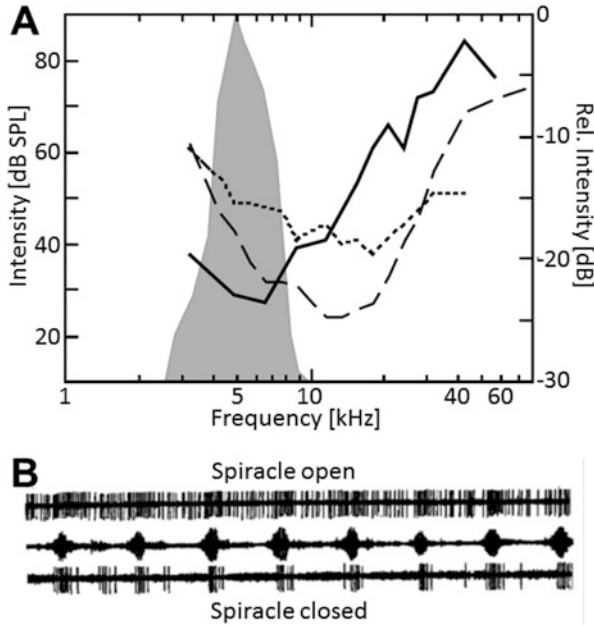 A
80
60
40
20
Intensity [dB SPL]
0
-10
-20
-30
Rel. Intensity [dB]
1
5
10
40
60
Frequency [kHz]
B
Spiracle open
Spiracle closed